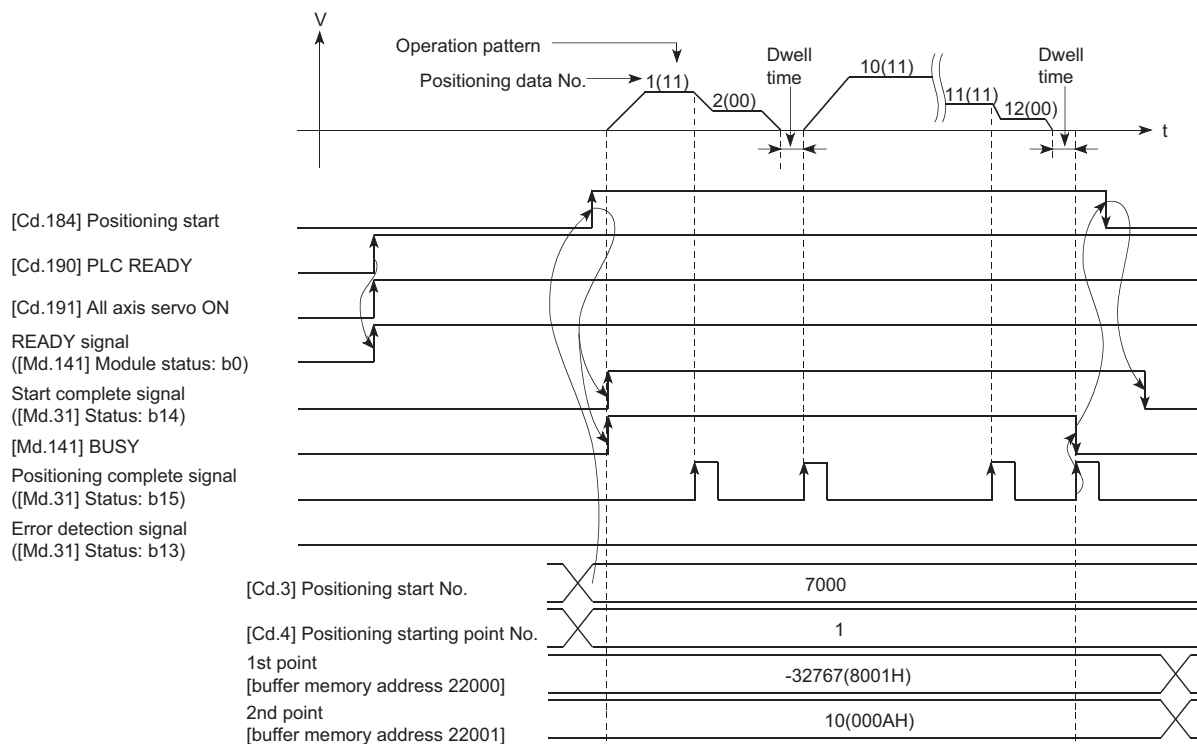 V
Operation pattern
Positioning data No.
1(11)
2(00)
Dwell
time
10(11)
11(11)
12(00)
Dwell
time
t
[Cd.184] Positioning start
[Cd.190] PLC READY
[Cd.191] All axis servo ON
READY signal
([Md.141] Module status: b0)
Start complete signal
([Md.31] Status: b14)
[Md.141] BUSY
Positioning complete signal
([Md.31] Status: b15)
Error detection signal
([Md.31] Status: b13)
[Cd.3] Positioning start No.
7000
[Cd.4] Positioning starting point No.
1
1st point
[buffer memory address 22000]
-32767(8001H)
2nd point
[buffer memory address 22001]
10(000AH)